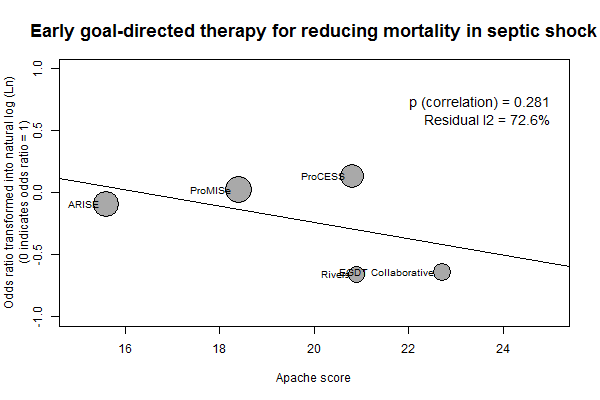 Early goal-directed therapy for reducing mortality in septic shock
Odds ratio transformed into natural log (Ln)
(0 indicates odds ratio = 1)
1.0
0.5
0.0
-0.5
-1.0
p (correlation) = 0.281
Residual I2 = 72.6%
ProCESS
ProMISe
ARISE
Rivers
EGDT Collaborative
16
18
20
22
24
Apache score